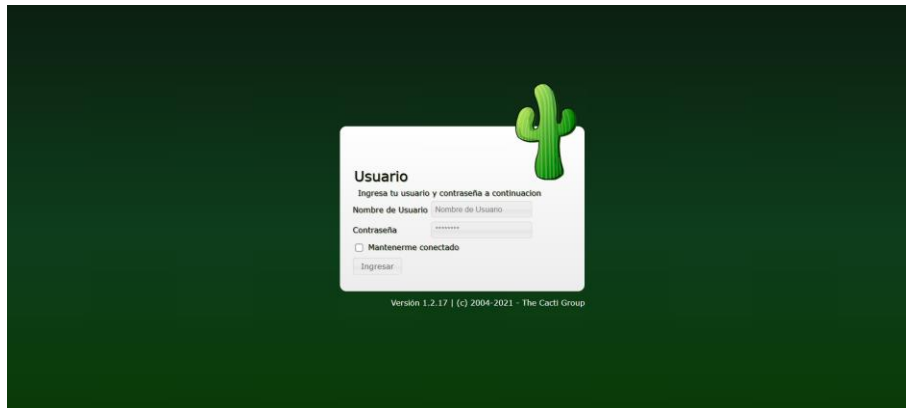 Usuario
Ingresa tu usuario y contraseña a continuacion
Nombre de Usuario Nombre de Usuario
Contraseña ********
Mantenerme conectado
Ingresar
Versión 1.2.17 | (c) 2004-2021 - The Cacti Group